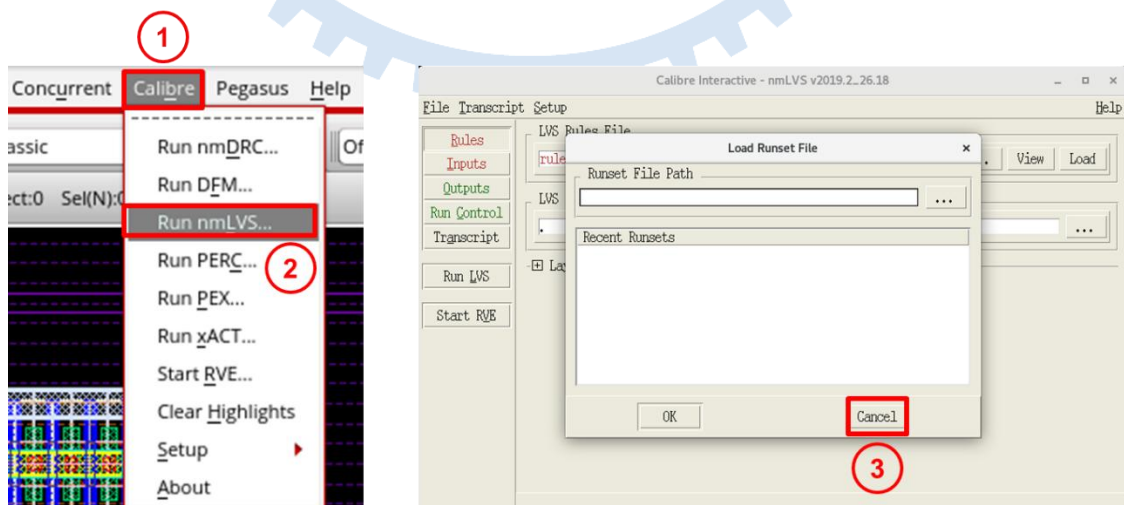 1
Concurrent Calibre Pegasus Help
assic
Run nmDRC...
ect:0 Sel(N):0
Run DFM...
Run nmLVS...
2
Run PERC...
Run PEX...
Run xACT...
Start RVE...
Clear Highlights
Setup
About
Calibre Interactive - nmLVS v2019.2_26.18
File Transcript Setup Help
Rules
Inputs
Outputs
Run Control
Transcript
Run LVS
Start RVE
LVS Rules File
rule
View Load
LVS
.
...
Lay
Load Runset File
Runset File Path
...
Recent Runsets
OK
Cancel
3